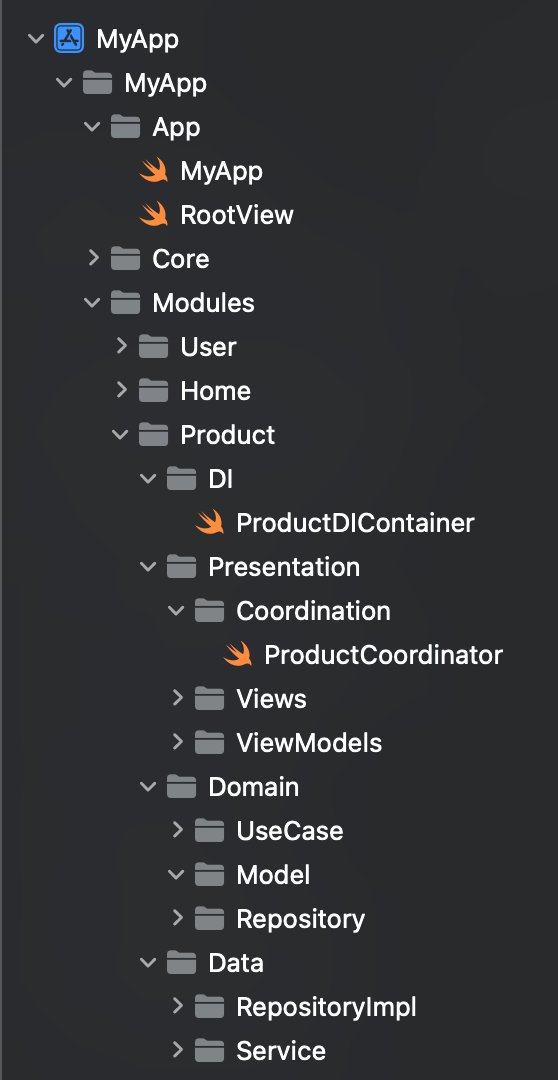 MyApp
MyApp
App
MyApp
RootView
Core
Modules
User
Home
Product
DI
ProductDIContainer
Presentation
Coordination
ProductCoordinator
Views
ViewModels
Domain
UseCase
Model
Repository
Data
RepositoryImpl
Service